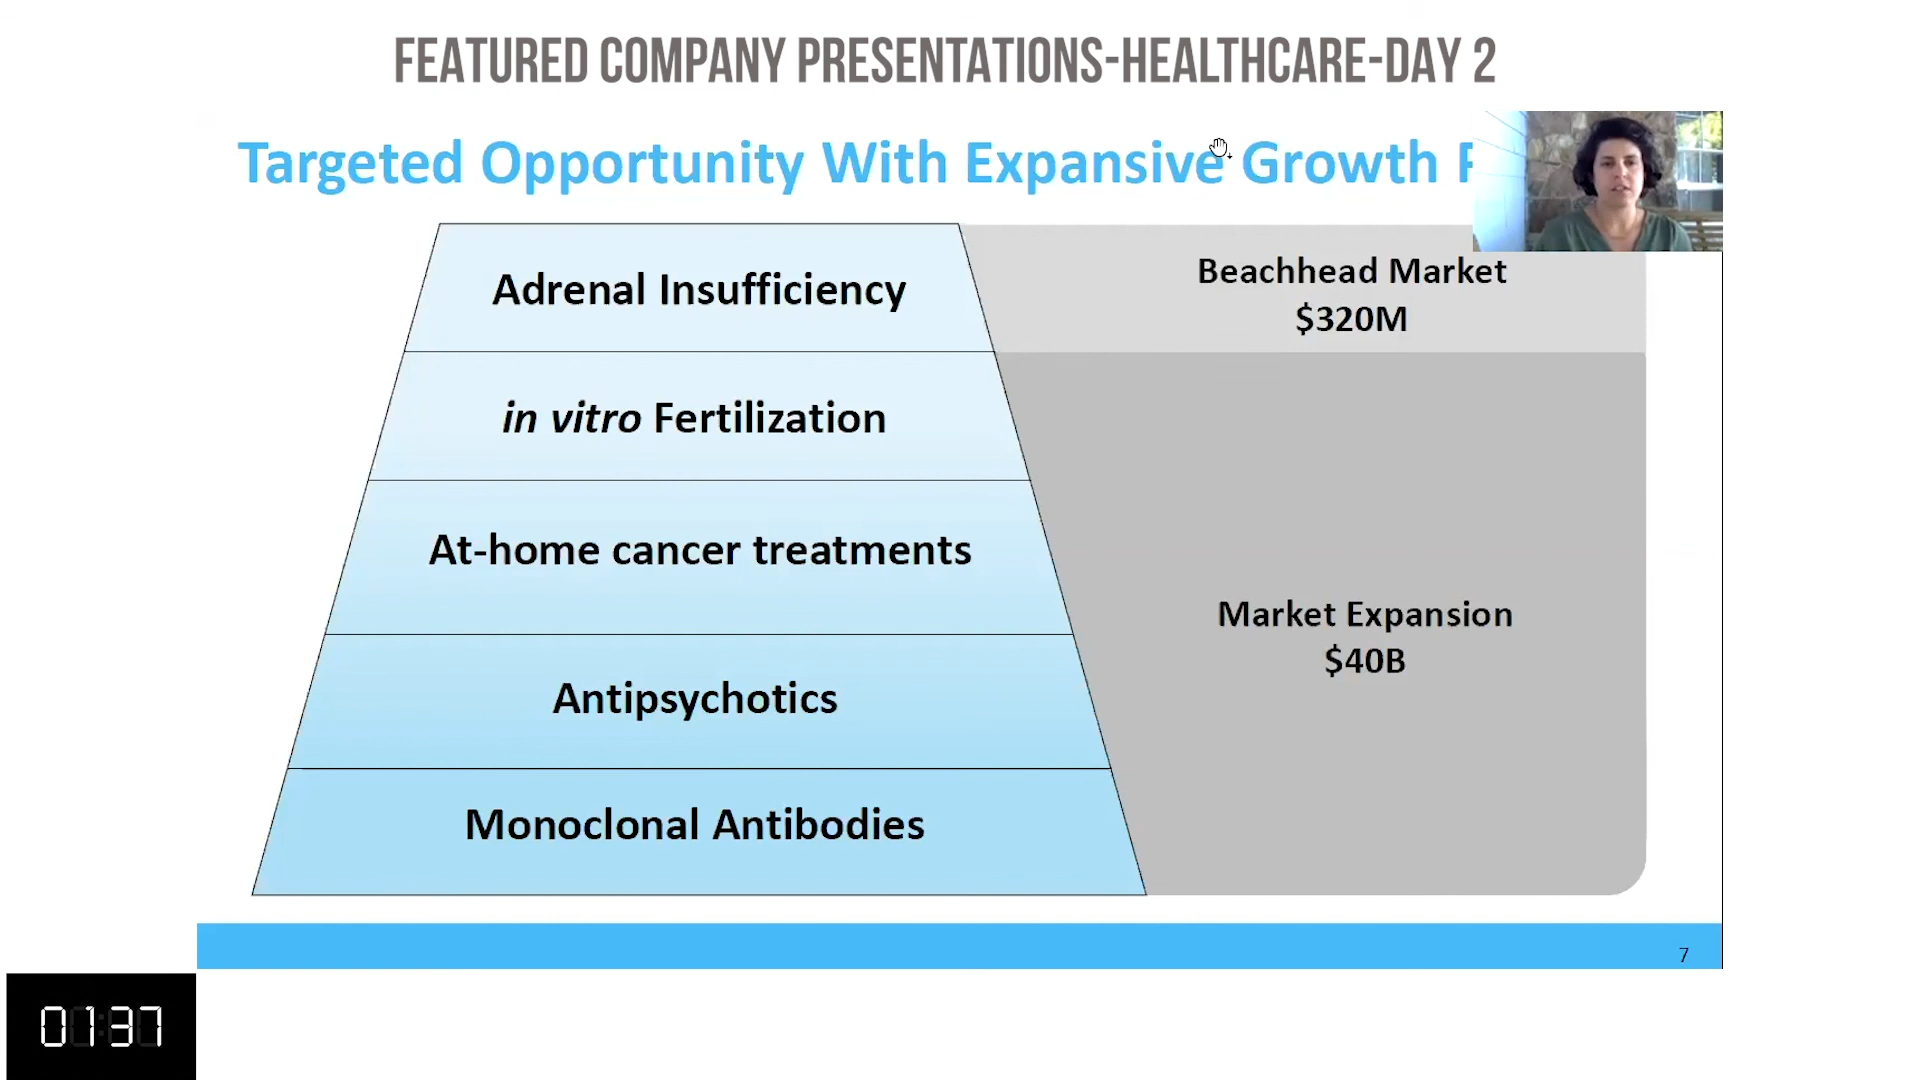 FEATURED COMPANY PRESENTATIONS-HEALTHCARE-DAY 2
Targeted Opportunity With Expansive Growth
Adrenal Insufficiency
Beachhead Market
$320M
in vitro Fertilization
At-home cancer treatments
Market Expansion
$40B
Antipsychotics
Monoclonal Antibodies
7
01:37